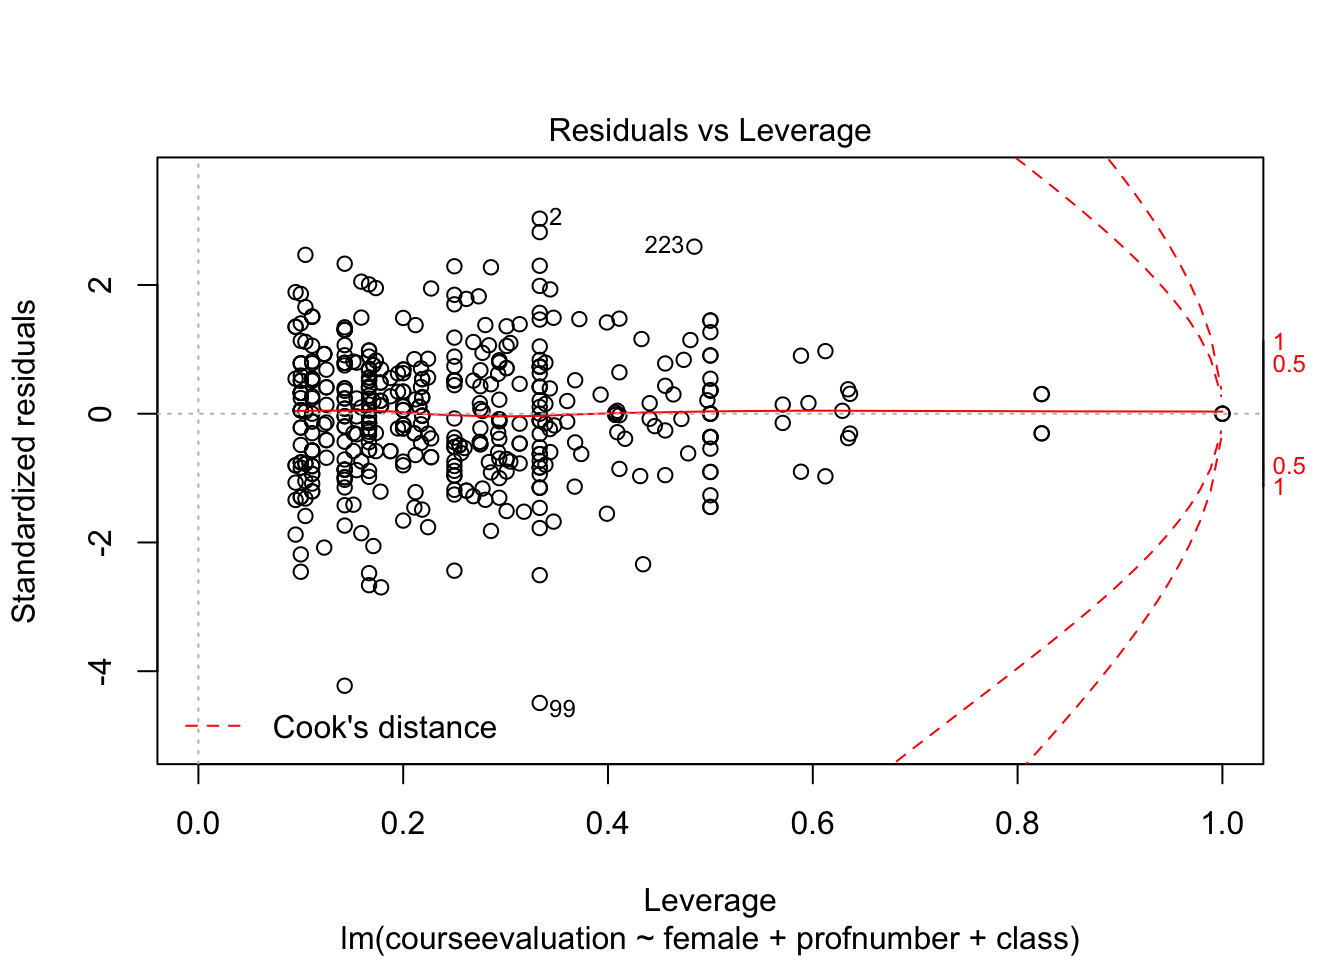 Residuals vs Leverage
Standardized residuals
2
0
-2
-4
2
223
99
1
0.5
0.5
1
Cook's distance
0.0 0.2 0.4 0.6 0.8 1.0
Leverage
lm(courseevaluation ~ female + profnumber + class)